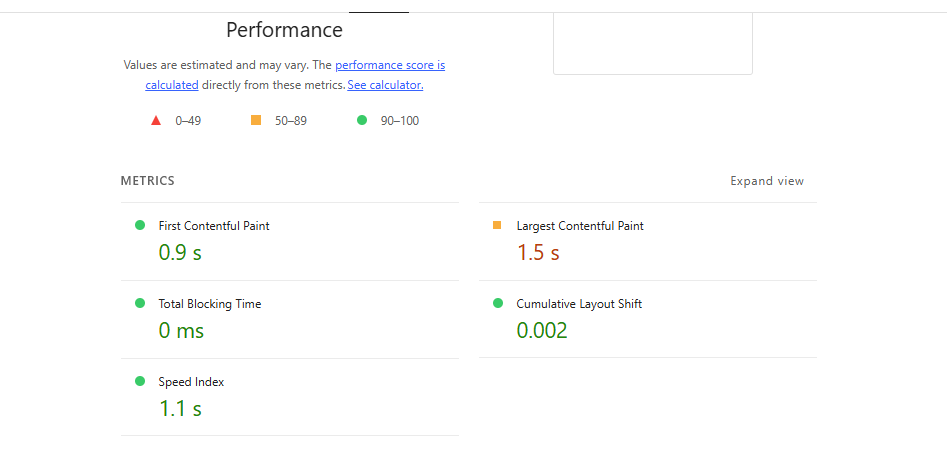 Performance
Values are estimated and may vary. The performance score is
calculated directly from these metrics. See calculator.
0–49 50–89 90–100
METRICS Expand view
First Contentful Paint
0.9 s
Largest Contentful Paint
1.5 s
Total Blocking Time
0 ms
Cumulative Layout Shift
0.002
Speed Index
1.1 s